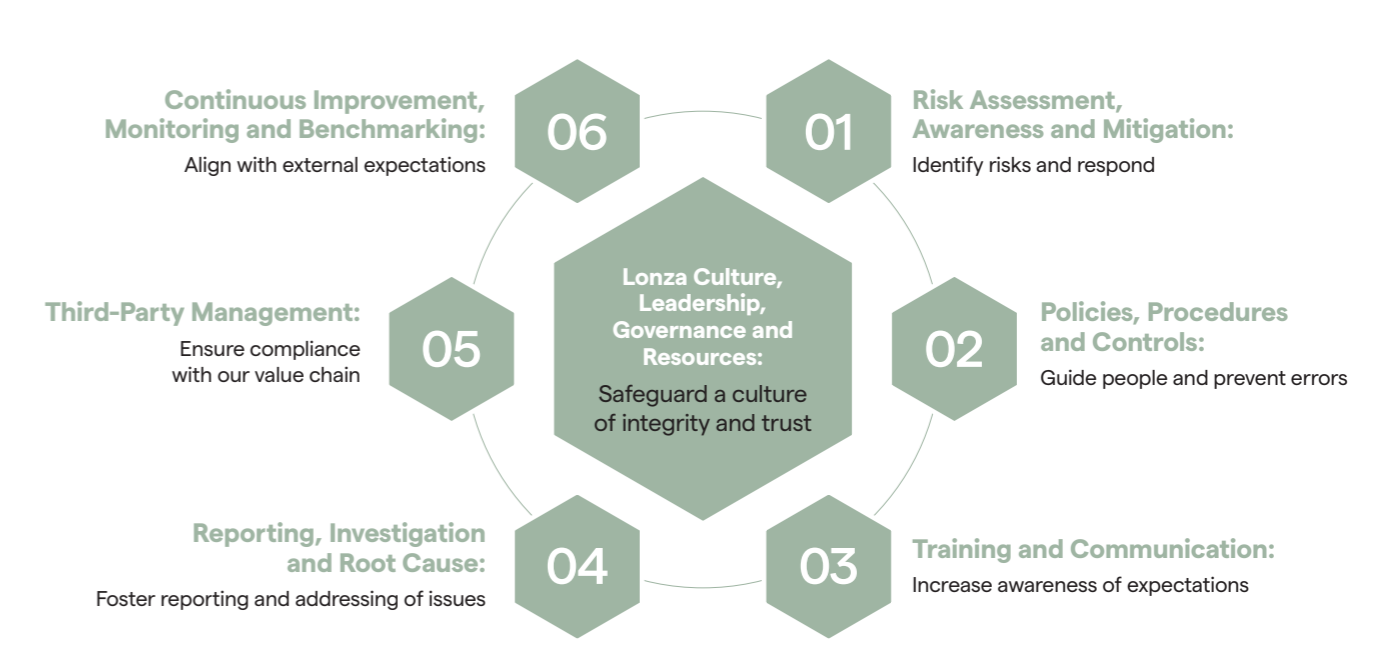 06
Continuous Improvement,
Monitoring and Benchmarking:
Align with external expectations
01
Risk Assessment,
Awareness and Mitigation:
Identify risks and respond
Lonza Culture,
Leadership,
Governance and
Resources:
Safeguard a culture
of integrity and trust
05
Third-Party Management:
Ensure compliance
with our value chain
02
Policies, Procedures
and Controls:
Guide people and prevent errors
04
Reporting, Investigation
and Root Cause:
Foster reporting and addressing of issues
03
Training and Communication:
Increase awareness of expectations